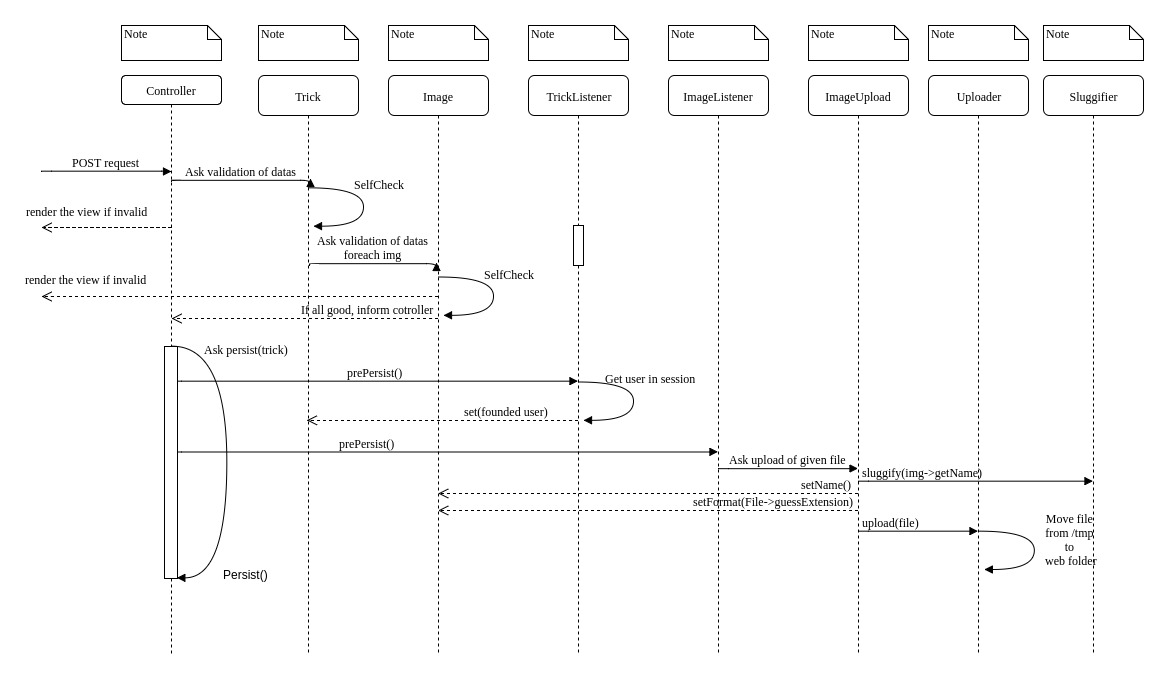 Note
Note
Note
Note
Note
Note
Note
Note
Controller
Trick
Image
TrickListener
ImageListener
ImageUpload
Uploader
Sluggifier
POST request
Ask validation of datas
SelfCheck
render the view if invalid
Ask validation of datas
foreach img
SelfCheck
render the view if invalid
If all good, inform cotroller
Ask persist(trick)
prePersist()
Get user in session
set(founded user)
prePersist()
Ask upload of given file
sluggify(img->getName)
setName()
setFormat(File->guessExtension)
upload(file)
Move file
from /tmp
to
web folder
Persist()